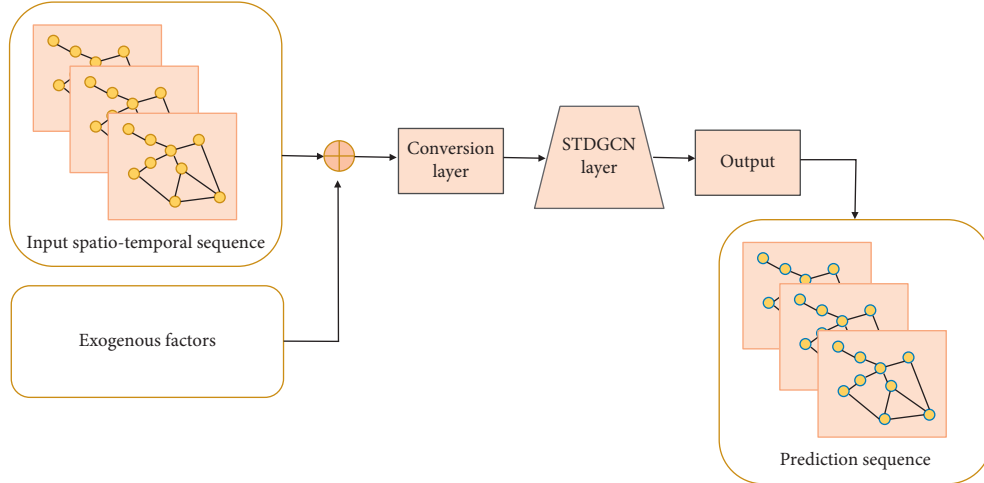 Input spatio-temporal sequence
Exogenous factors
Conversion
layer
STDGCN
layer
Output
Prediction sequence